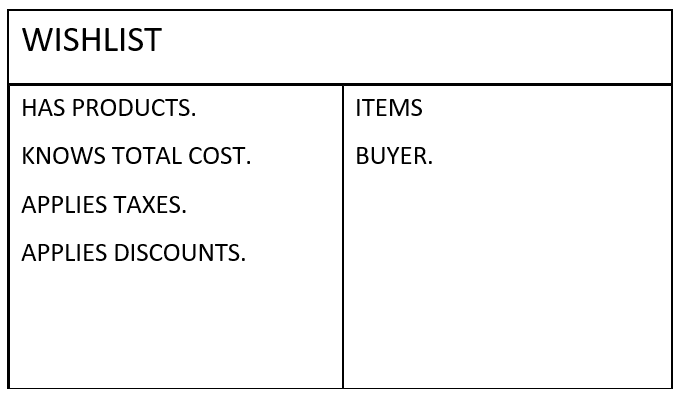 WISHLIST
HAS PRODUCTS.
KNOWS TOTAL COST.
APPLIES TAXES.
APPLIES DISCOUNTS.
ITEMS
BUYER.